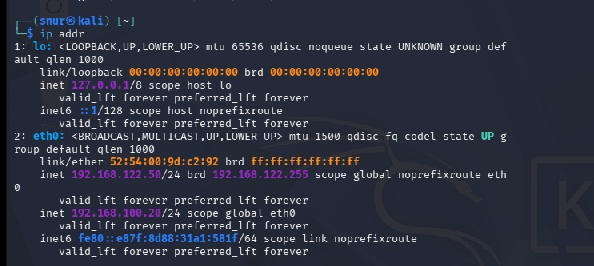 ┌──(snur㉿kali) [~]
└─$ ip addr
1: lo: <LOOPBACK,UP,LOWER_UP> mtu 65536 qdisc noqueue state UNKNOWN group def
ault qlen 1000
    link/loopback 00:00:00:00:00:00 brd 00:00:00:00:00:00
    inet 127.0.0.1/8 scope host lo
       valid_lft forever preferred_lft forever
    inet6 ::1/128 scope host noprefixroute
       valid_lft forever preferred_lft forever
2: eth0: <BROADCAST,MULTICAST,UP,LOWER_UP> mtu 1500 qdisc fq_codel state UP g
roup default qlen 1000
    link/ether 52:54:00:9d:c2:92 brd ff:ff:ff:ff:ff:ff
    inet 192.168.122.50/24 brd 192.168.122.255 scope global noprefixroute eth
0
       valid_lft forever preferred_lft forever
    inet 192.168.100.20/24 scope global eth0
       valid_lft forever preferred_lft forever
    inet6 fe80::e87f:8d88:31a1:581f/64 scope link noprefixroute
       valid_lft forever preferred_lft forever